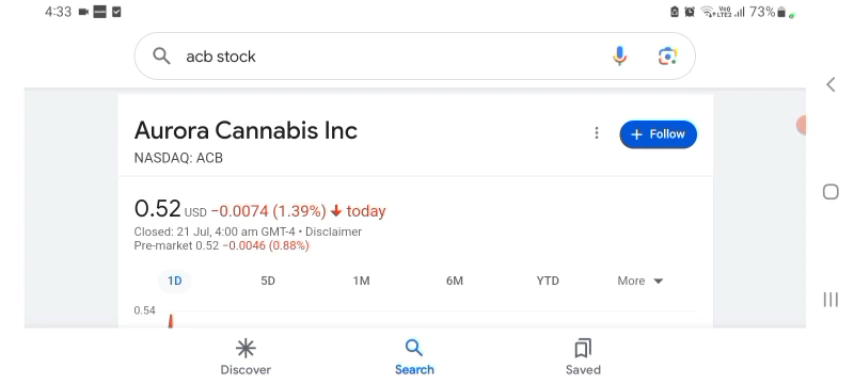 4:33
73%
acb stock
Aurora Cannabis Inc
+ Follow
NASDAQ: ACB
0.52 USD −0.0074 (1.39%) ↓ today
Closed: 21 Jul, 4:00 am GMT-4 • Disclaimer
Pre-market 0.52 −0.0046 (0.88%)
1D 5D 1M 6M YTD More
0.54
Discover Search Saved